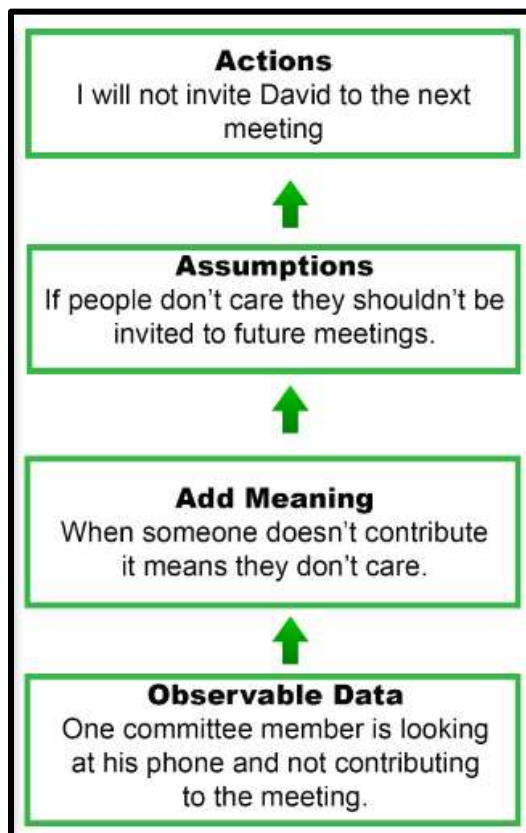 Actions
I will not invite David to the next
meeting
Assumptions
If people don’t care they shouldn’t be
invited to future meetings.
Add Meaning
When someone doesn’t contribute
it means they don’t care.
Observable Data
One committee member is looking
at his phone and not contributing
to the meeting.